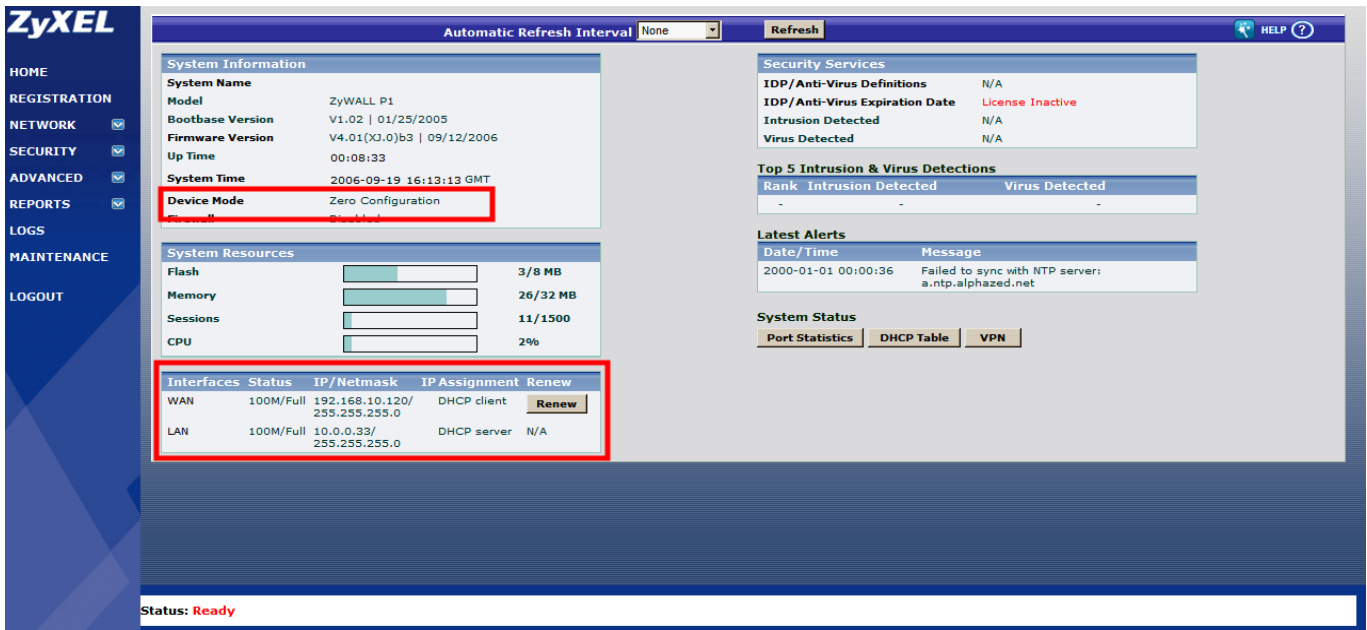 ZyXEL
HOME
REGISTRATION
NETWORK
SECURITY
ADVANCED
REPORTS
LOGS
MAINTENANCE
LOGOUT
Automatic Refresh Interval None Refresh HELP ?
System Information
System Name
Model ZyWALL P1
Bootbase Version V1.02 | 01/25/2005
Firmware Version V4.01(XJ.0)b3 | 09/12/2006
Up Time 00:08:33
System Time 2006-09-19 16:13:13 GMT
Device Mode Zero Configuration
Firewall Disabled
System Resources
Flash 3/8 MB
Memory 26/32 MB
Sessions 11/1500
CPU 2%
Interfaces Status IP/Netmask IP Assignment Renew
WAN 100M/Full 192.168.10.120/ DHCP client Renew
255.255.255.0
LAN 100M/Full 10.0.0.33/ DHCP server N/A
255.255.255.0
Security Services
IDP/Anti-Virus Definitions N/A
IDP/Anti-Virus Expiration Date License Inactive
Intrusion Detected N/A
Virus Detected N/A
Top 5 Intrusion & Virus Detections
Rank Intrusion Detected Virus Detected
- - -
Latest Alerts
Date/Time Message
2000-01-01 00:00:36 Failed to sync with NTP server:
a.ntp.alphazed.net
System Status
Port Statistics DHCP Table VPN
Status: Ready